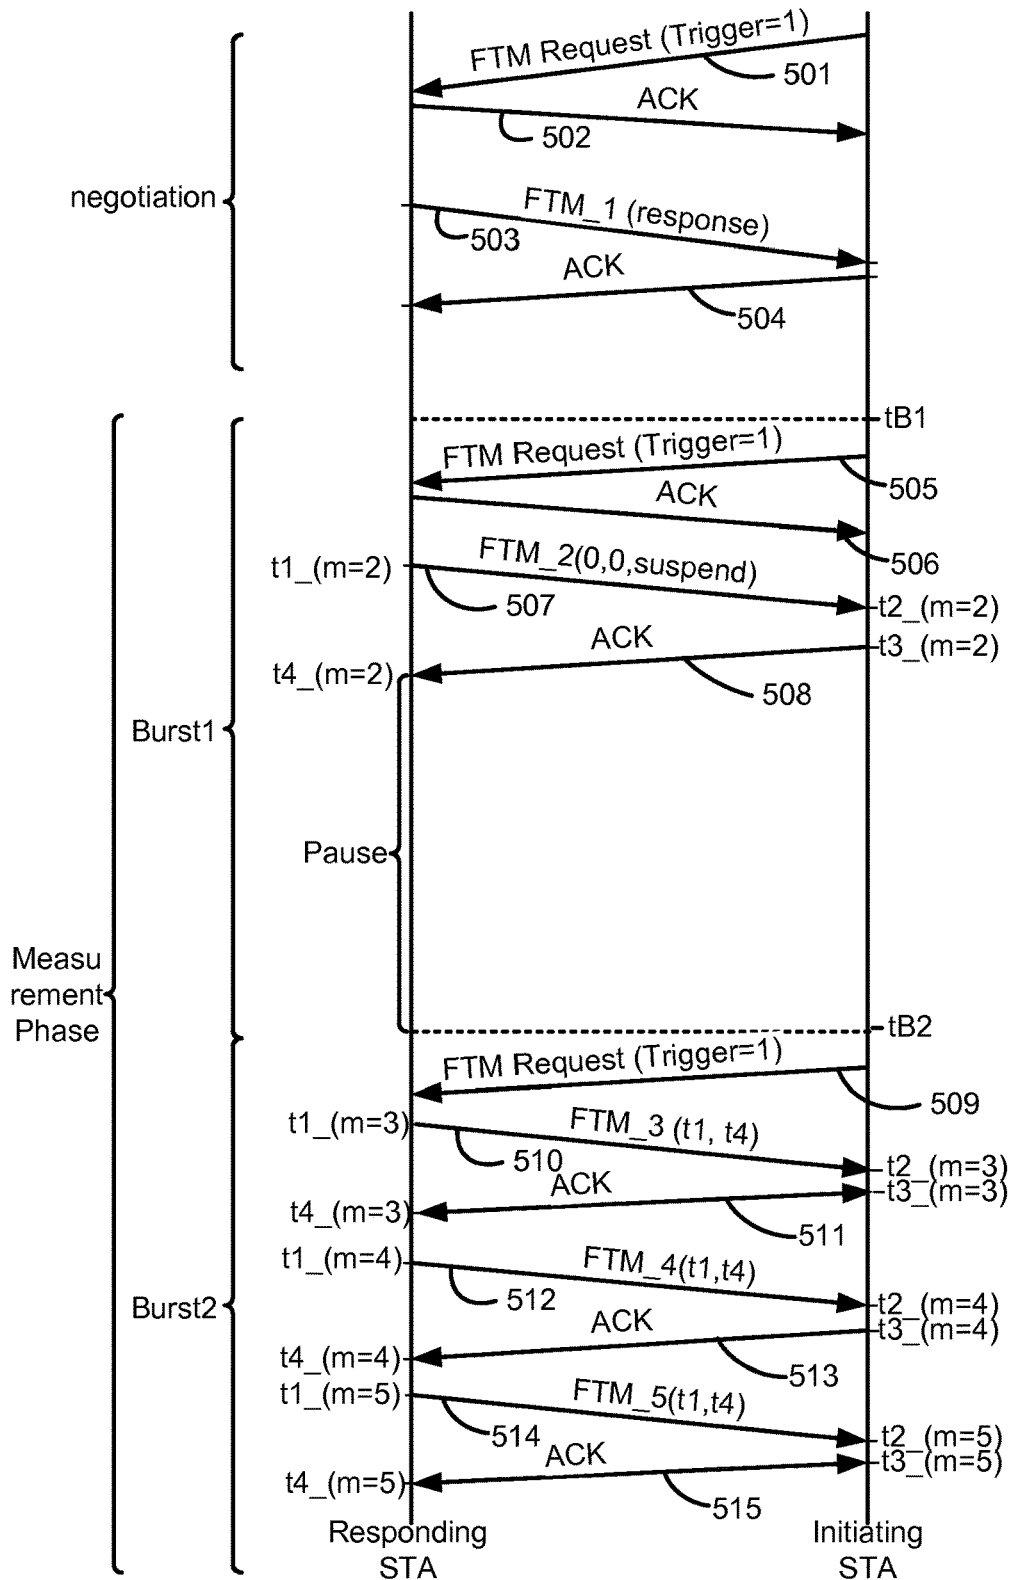 FTM Request (Trigger=1)
501
ACK
502
negotiation
FTM_1 (response)
503
ACK
504
tB1
FTM Request (Trigger=1)
505
ACK
506
t1_(m=2)
FTM_2(0,0,suspend)
507
t2_(m=2)
ACK
t3_(m=2)
t4_(m=2)
508
Burst1
Pause
Measu
rement
Phase
tB2
FTM Request (Trigger=1)
509
t1_(m=3)
FTM_3 (t1, t4)
510
t2_(m=3)
ACK
t3_(m=3)
t4_(m=3)
511
t1_(m=4)
FTM_4(t1,t4)
512
t2_(m=4)
Burst2
ACK
t3_(m=4)
t4_(m=4)
513
t1_(m=5)
FTM_5(t1,t4)
514
t2_(m=5)
ACK
t3_(m=5)
t4_(m=5)
515
Responding
STA
Initiating
STA